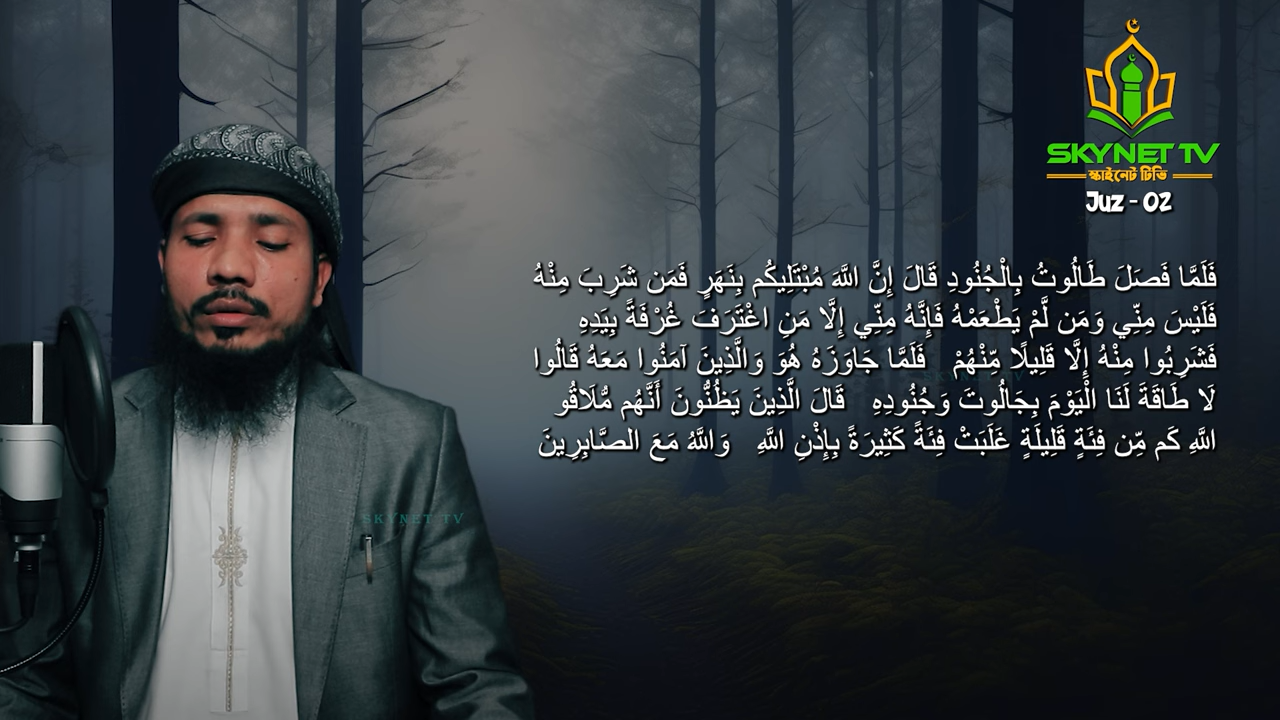 SKYNET TV
স্কাইনেট টিভি
Juz - 02
فَلَمَّا فَصَلَ طَالُوتُ بِالْجُنُودِ قَالَ إِنَّ اللَّهَ مُبْتَلِيكُم بِنَهَرٍ فَمَن شَرِبَ مِنْهُ
فَلَيْسَ مِنِّي وَمَن لَّمْ يَطْعَمْهُ فَإِنَّهُ مِنِّي إِلَّا مَنِ اغْتَرَفَ غُرْفَةً بِيَدِهِ
فَشَرِبُوا مِنْهُ إِلَّا قَلِيلًا مِّنْهُمْ فَلَمَّا جَاوَزَهُ هُوَ وَالَّذِينَ آمَنُوا مَعَهُ قَالُوا
لَا طَاقَةَ لَنَا الْيَوْمَ بِجَالُوتَ وَجُنُودِهِ قَالَ الَّذِينَ يَظُنُّونَ أَنَّهُم مُّلَاقُو
اللَّهِ كَم مِّن فِئَةٍ قَلِيلَةٍ غَلَبَتْ فِئَةً كَثِيرَةً بِإِذْنِ اللَّهِ وَاللَّهُ مَعَ الصَّابِرِينَ
SKYNET TV